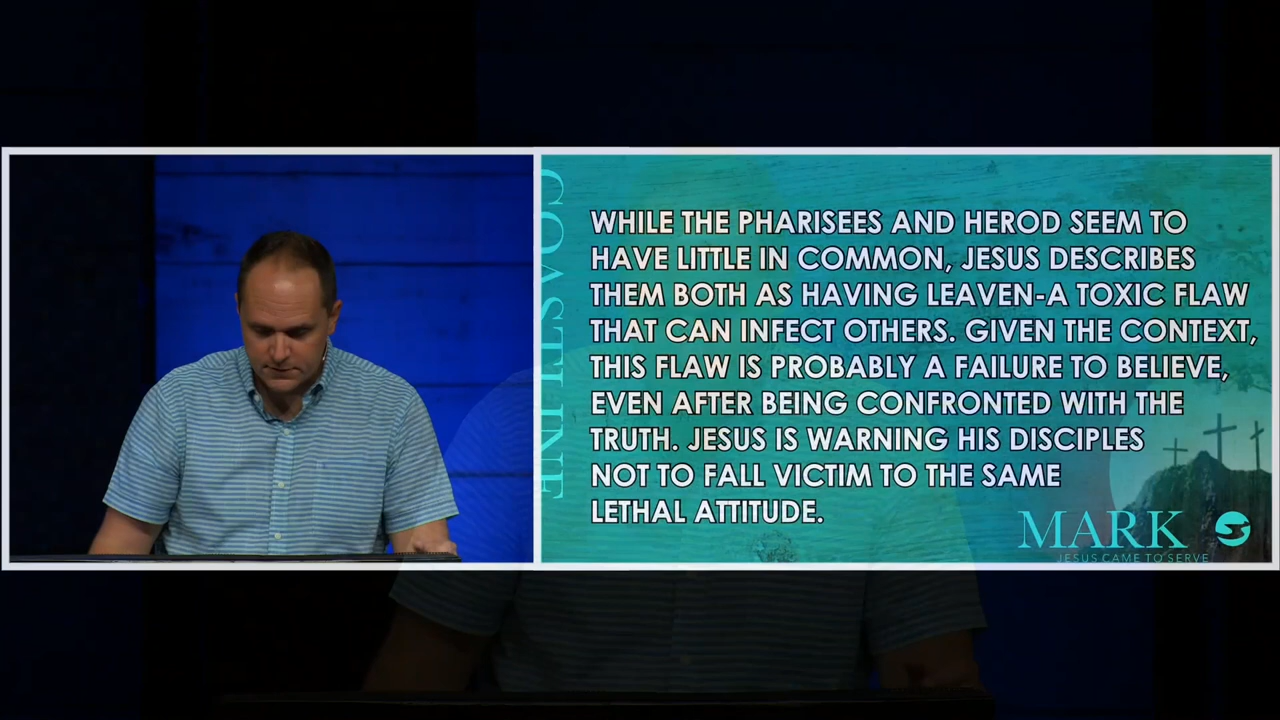 COASTLINE
WHILE THE PHARISEES AND HEROD SEEM TO
HAVE LITTLE IN COMMON, JESUS DESCRIBES
THEM BOTH AS HAVING LEAVEN-A TOXIC FLAW
THAT CAN INFECT OTHERS. GIVEN THE CONTEXT,
THIS FLAW IS PROBABLY A FAILURE TO BELIEVE,
EVEN AFTER BEING CONFRONTED WITH THE
TRUTH. JESUS IS WARNING HIS DISCIPLES
NOT TO FALL VICTIM TO THE SAME
LETHAL ATTITUDE.
MARK
JESUS CAME TO SERVE